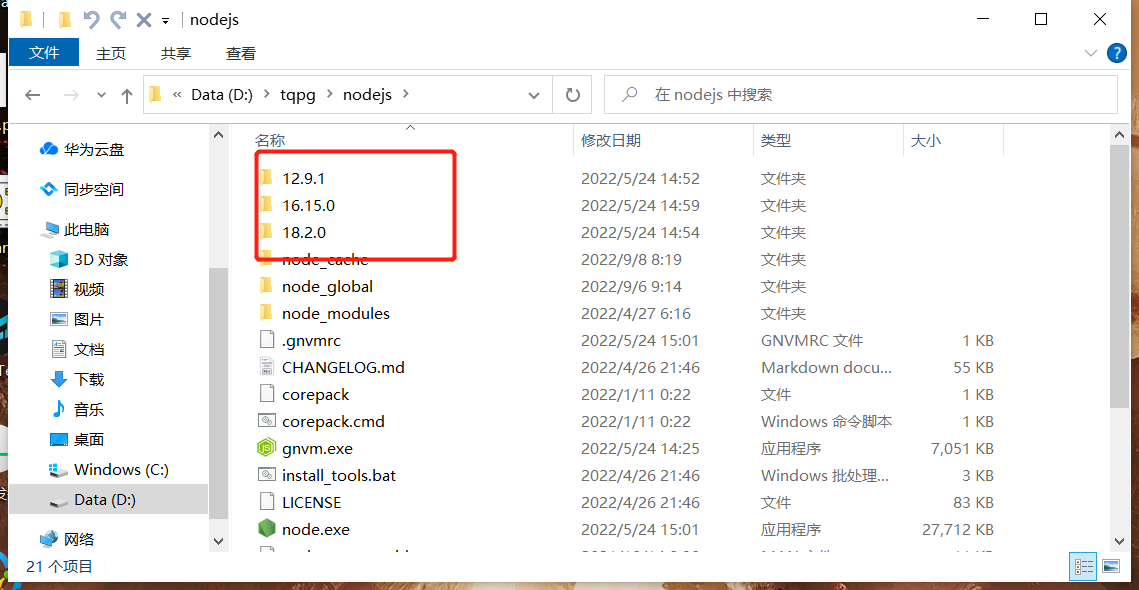 nodejs
文件 主页 共享 查看
« Data (D:) tqpg nodejs 在 nodejs 中搜索
华为云盘
同步空间
此电脑
3D 对象
视频
图片
文档
下载
音乐
桌面
Windows (C:)
Data (D:)
网络
名称 修改日期 类型 大小
12.9.1 2022/5/24 14:52 文件夹
16.15.0 2022/5/24 14:59 文件夹
18.2.0 2022/5/24 14:54 文件夹
node_cache 2022/9/8 8:19 文件夹
node_global 2022/9/6 9:14 文件夹
node_modules 2022/4/27 6:16 文件夹
.gnvmrc 2022/5/24 15:01 GNVMRC 文件 1 KB
CHANGELOG.md 2022/4/26 21:46 Markdown docu... 55 KB
corepack 2022/1/11 0:22 文件 1 KB
corepack.cmd 2022/1/11 0:22 Windows 命令脚本 1 KB
gnvm.exe 2022/5/24 14:25 应用程序 7,051 KB
install_tools.bat 2022/4/26 21:46 Windows 批处理... 3 KB
LICENSE 2022/4/26 21:46 文件 83 KB
node.exe 2022/5/24 15:01 应用程序 27,712 KB
21 个项目